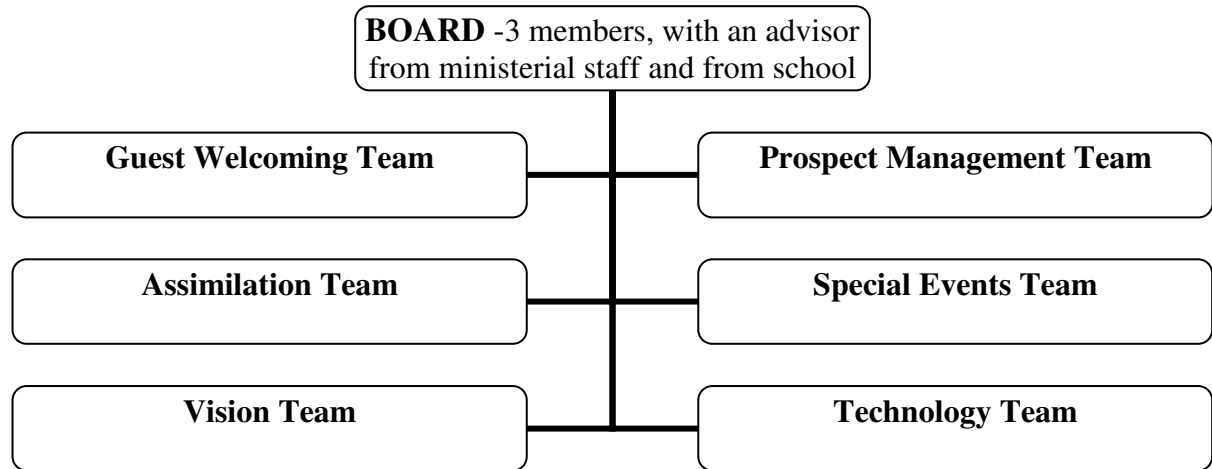 BOARD -3 members, with an advisor
from ministerial staff and from school
Guest Welcoming Team
Prospect Management Team
Assimilation Team
Special Events Team
Vision Team
Technology Team